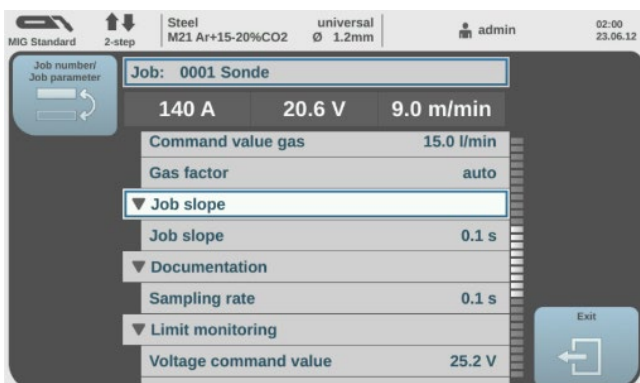 MIG Standard
2-step
Steel universal
M21 Ar+15-20%CO2 Ø 1.2mm
admin
02:00
23.06.12
Job number/
Job parameter
Job: 0001 Sonde
140 A 20.6 V 9.0 m/min
Command value gas 15.0 l/min
Gas factor auto
▼ Job slope
Job slope 0.1 s
▼ Documentation
Sampling rate 0.1 s
▼ Limit monitoring
Voltage command value 25.2 V
Exit